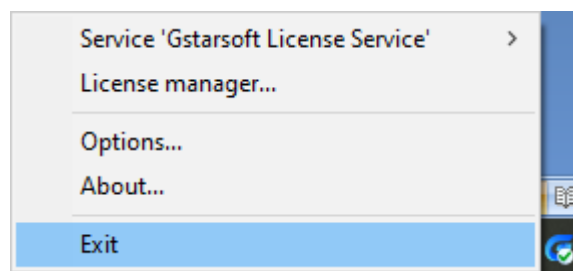 Service 'Gstarsoft License Service'
License manager...
Options...
About...
Exit